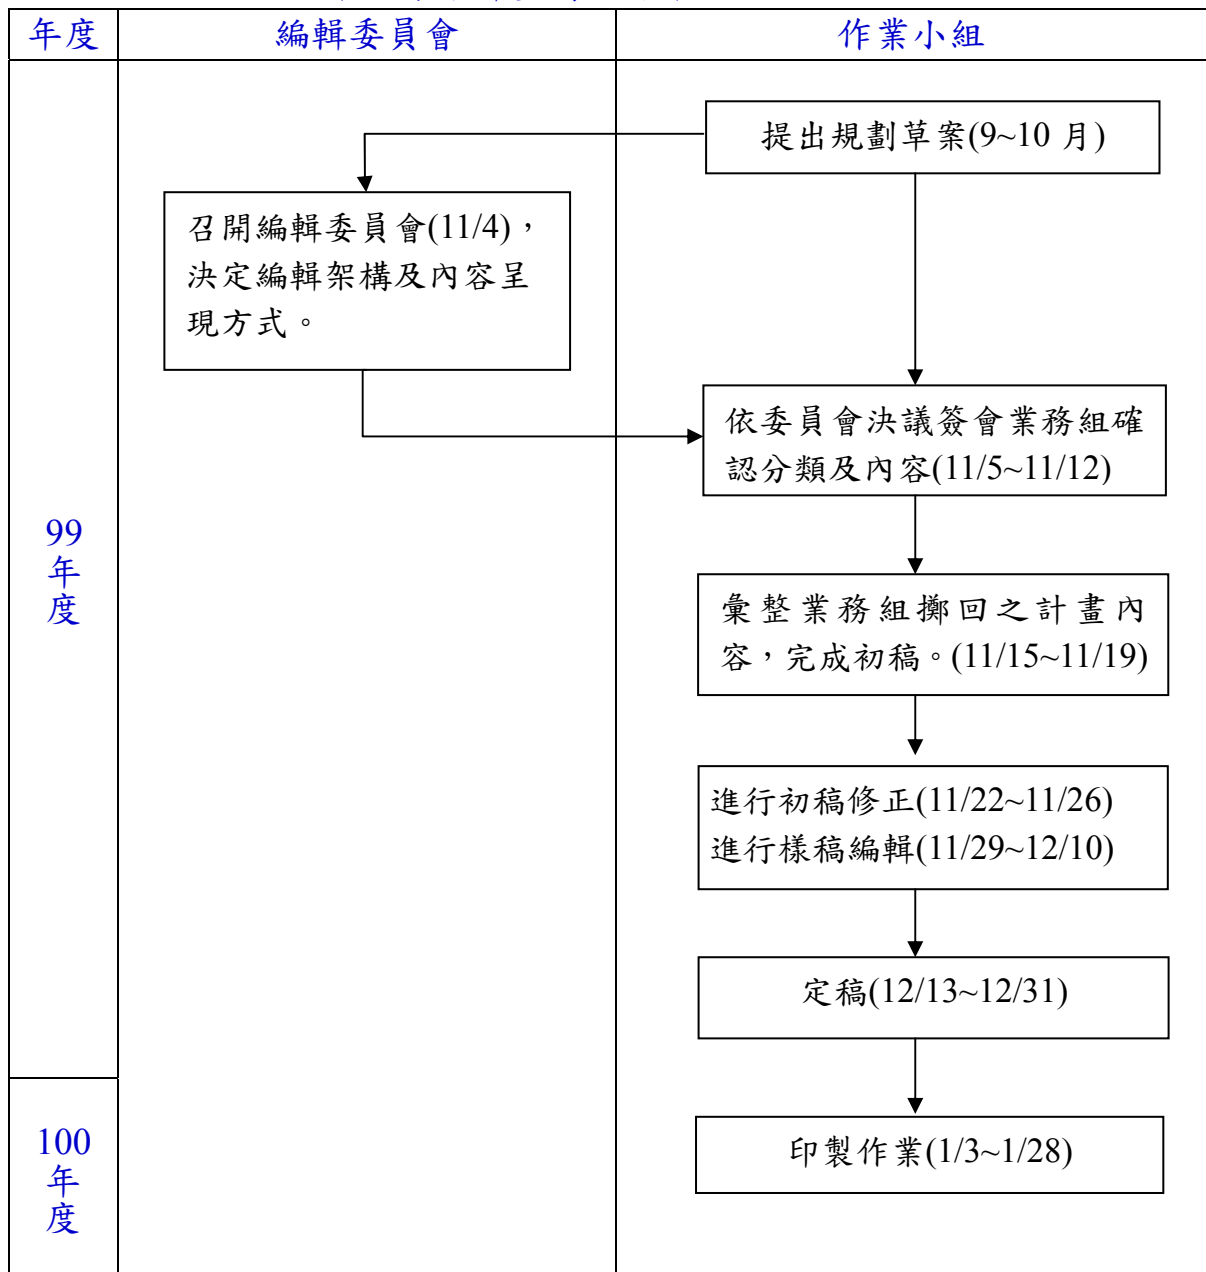 年度
編輯委員會
作業小組
99
年
度
提出規劃草案(9~10 月)
召開編輯委員會(11/4)，
決定編輯架構及內容呈
現方式。
依委員會決議簽會業務組確
認分類及內容(11/5~11/12)
彙整業務組擲回之計畫內
容，完成初稿。(11/15~11/19)
進行初稿修正(11/22~11/26)
進行樣稿編輯(11/29~12/10)
定稿(12/13~12/31)
100
年
度
印製作業(1/3~1/28)